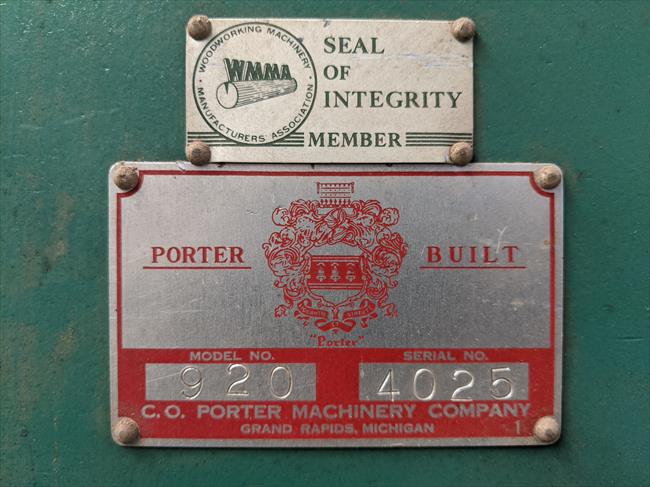 WOODWORKING MACHINERY
MANUFACTURERS' ASSOCIATION
WMMA
SEAL
OF
INTEGRITY
MEMBER
PORTER BUILT
"Porter"
MODEL NO. SERIAL NO.
920 4025
C.O. PORTER MACHINERY COMPANY
GRAND RAPIDS, MICHIGAN 1